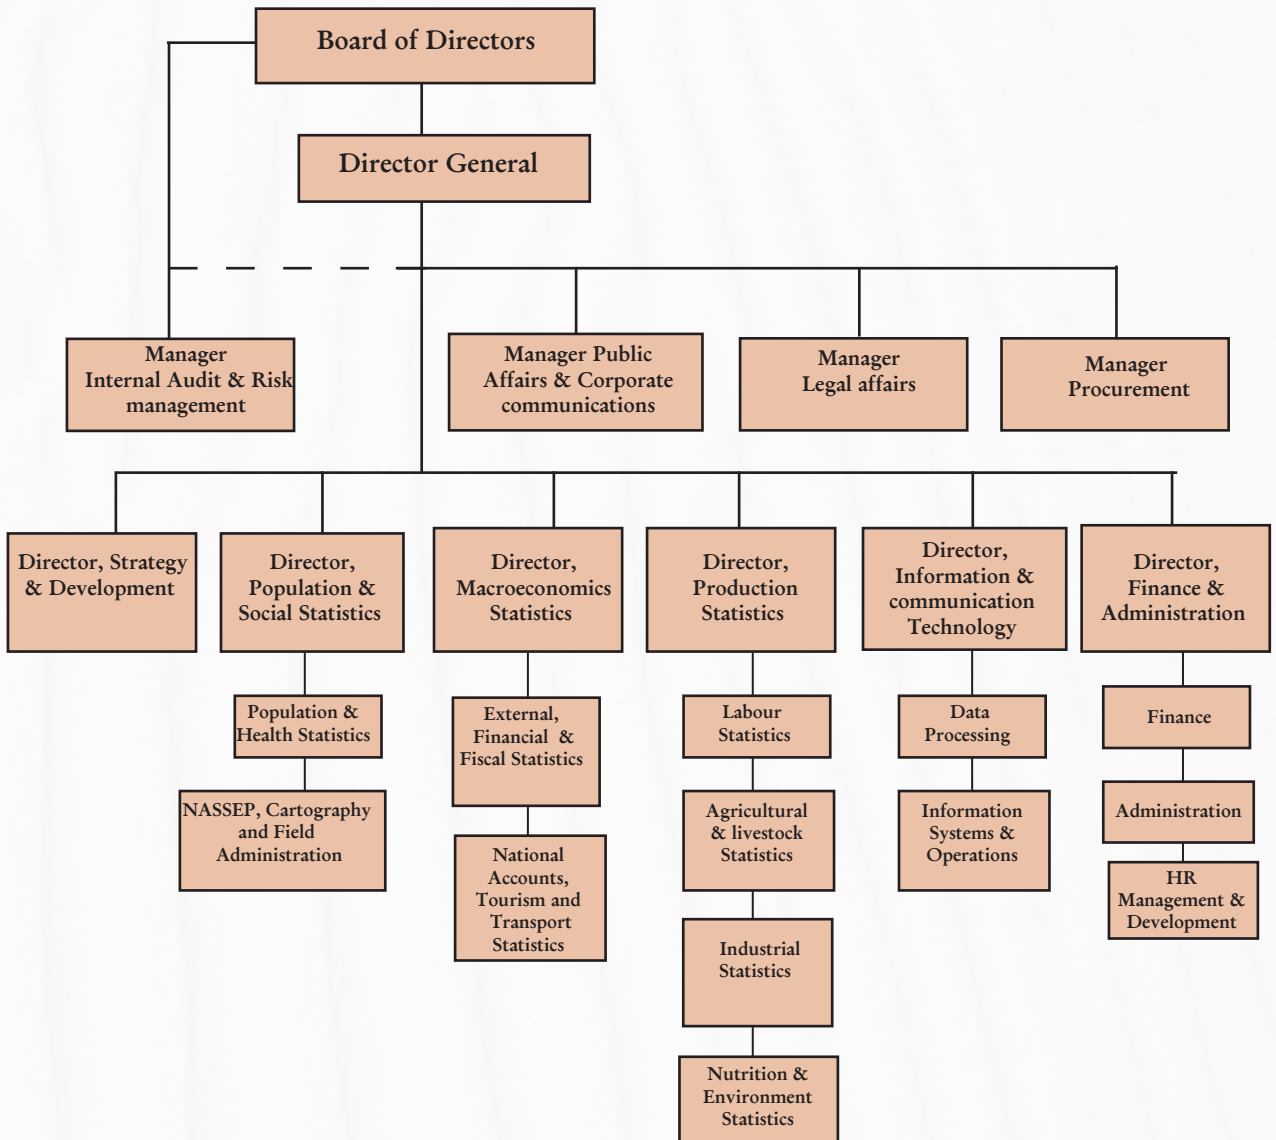 Board of Directors
Director General
Manager
Internal Audit & Risk
management
Manager Public
Affairs & Corporate
communications
Manager
Legal affairs
Manager
Procurement
Director, Strategy
& Development
Director,
Population &
Social Statistics
Director,
Macroeconomics
Statistics
Director,
Production
Statistics
Director,
Information &
communication
Technology
Director,
Finance &
Administration
Population &
Health Statistics
NASSEP, Cartography
and Field
Administration
External,
Financial &
Fiscal Statistics
National
Accounts,
Tourism and
Transport
Statistics
Labour
Statistics
Agricultural
& livestock
Statistics
Industrial
Statistics
Nutrition &
Environment
Statistics
Data
Processing
Information
Systems &
Operations
Finance
Administration
HR
Management &
Development